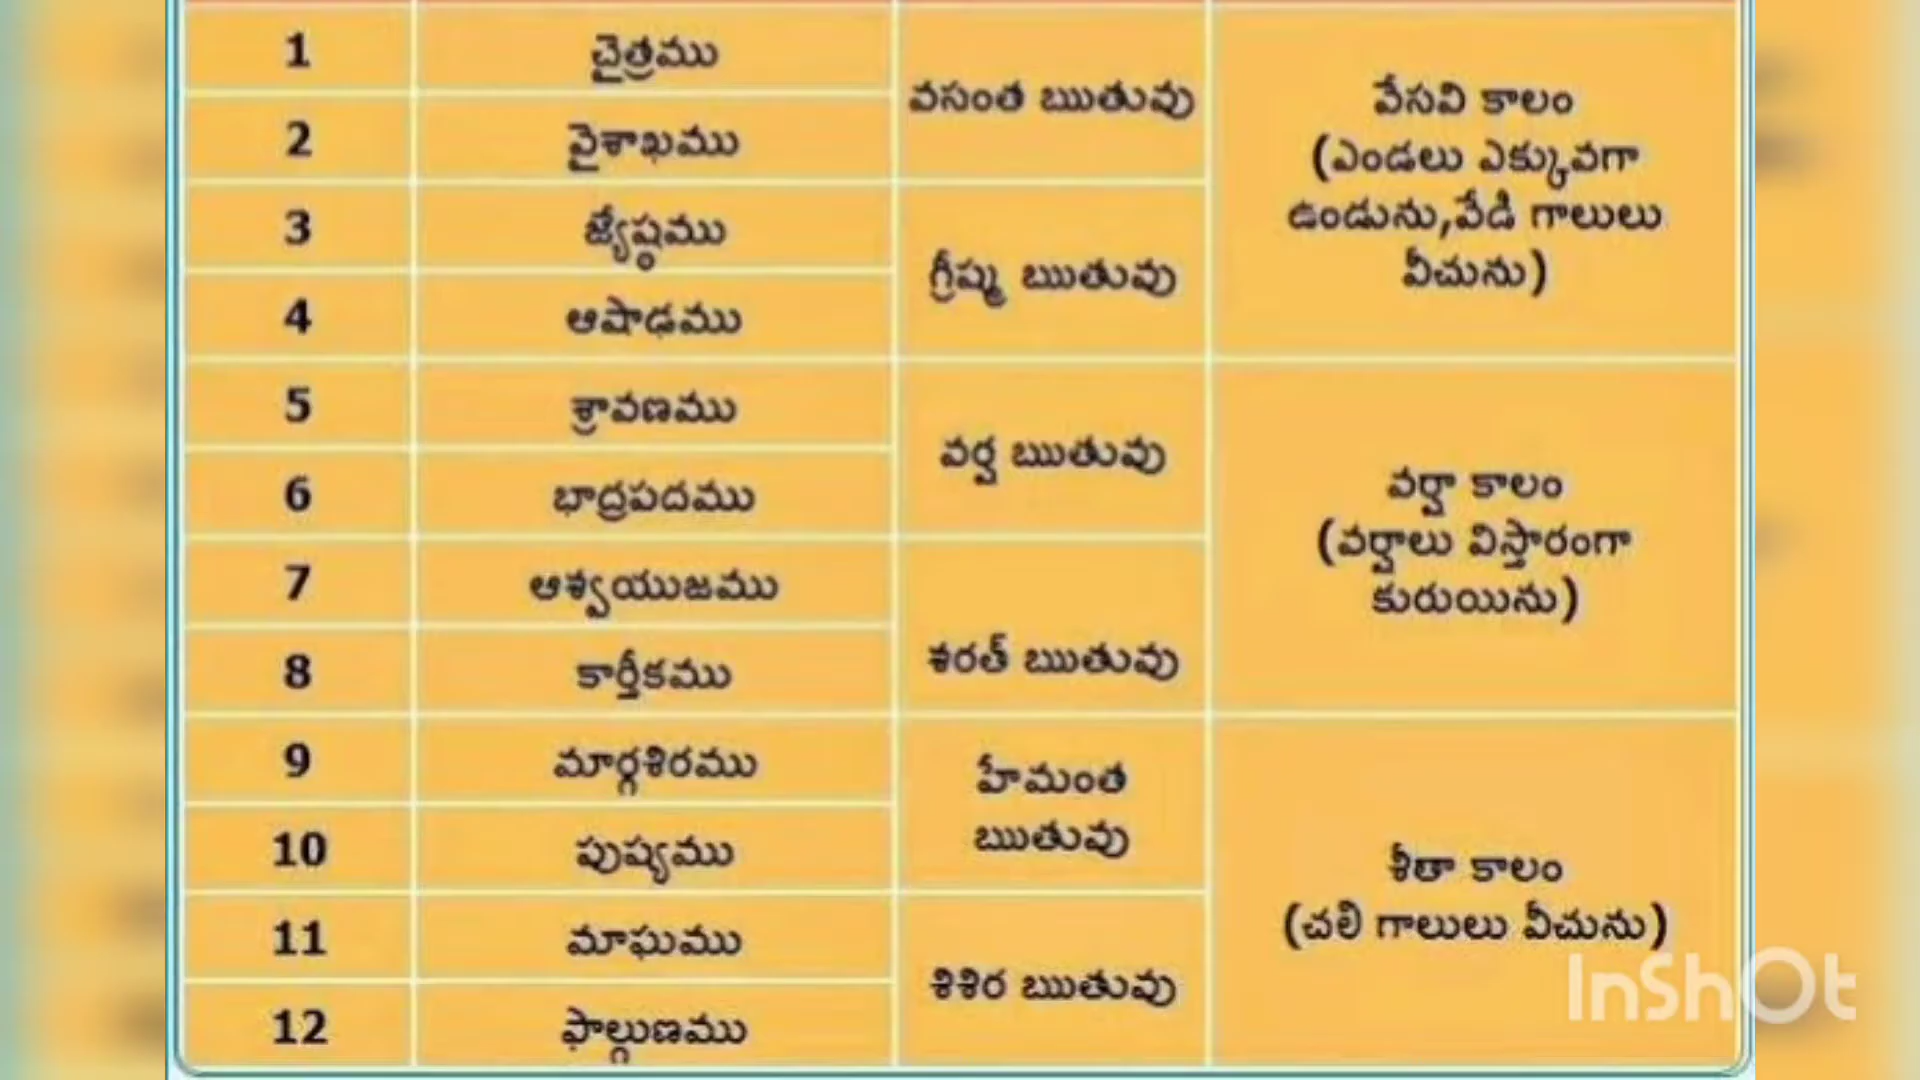 1 చైత్రము
వసంత ఋతువు
వేసవి కాలం
(ఎండలు ఎక్కువగా
ఉండును,వేడి గాలులు
వీచును)
2 వైశాఖము
3 జ్యేష్ఠము
గ్రీష్మ ఋతువు
4 ఆషాఢము
5 శ్రావణము
వర్ష ఋతువు
వర్షా కాలం
(వర్షాలు విస్తారంగా
కురుయును)
6 భాద్రపదము
7 ఆశ్వయుజము
శరత్ ఋతువు
8 కార్తీకము
9 మార్గశిరము
హేమంత
ఋతువు
శీతా కాలం
(చలి గాలులు వీచును)
10 పుష్యము
11 మాఘము
శిశిర ఋతువు
12 ఫాల్గుణము
InShOt